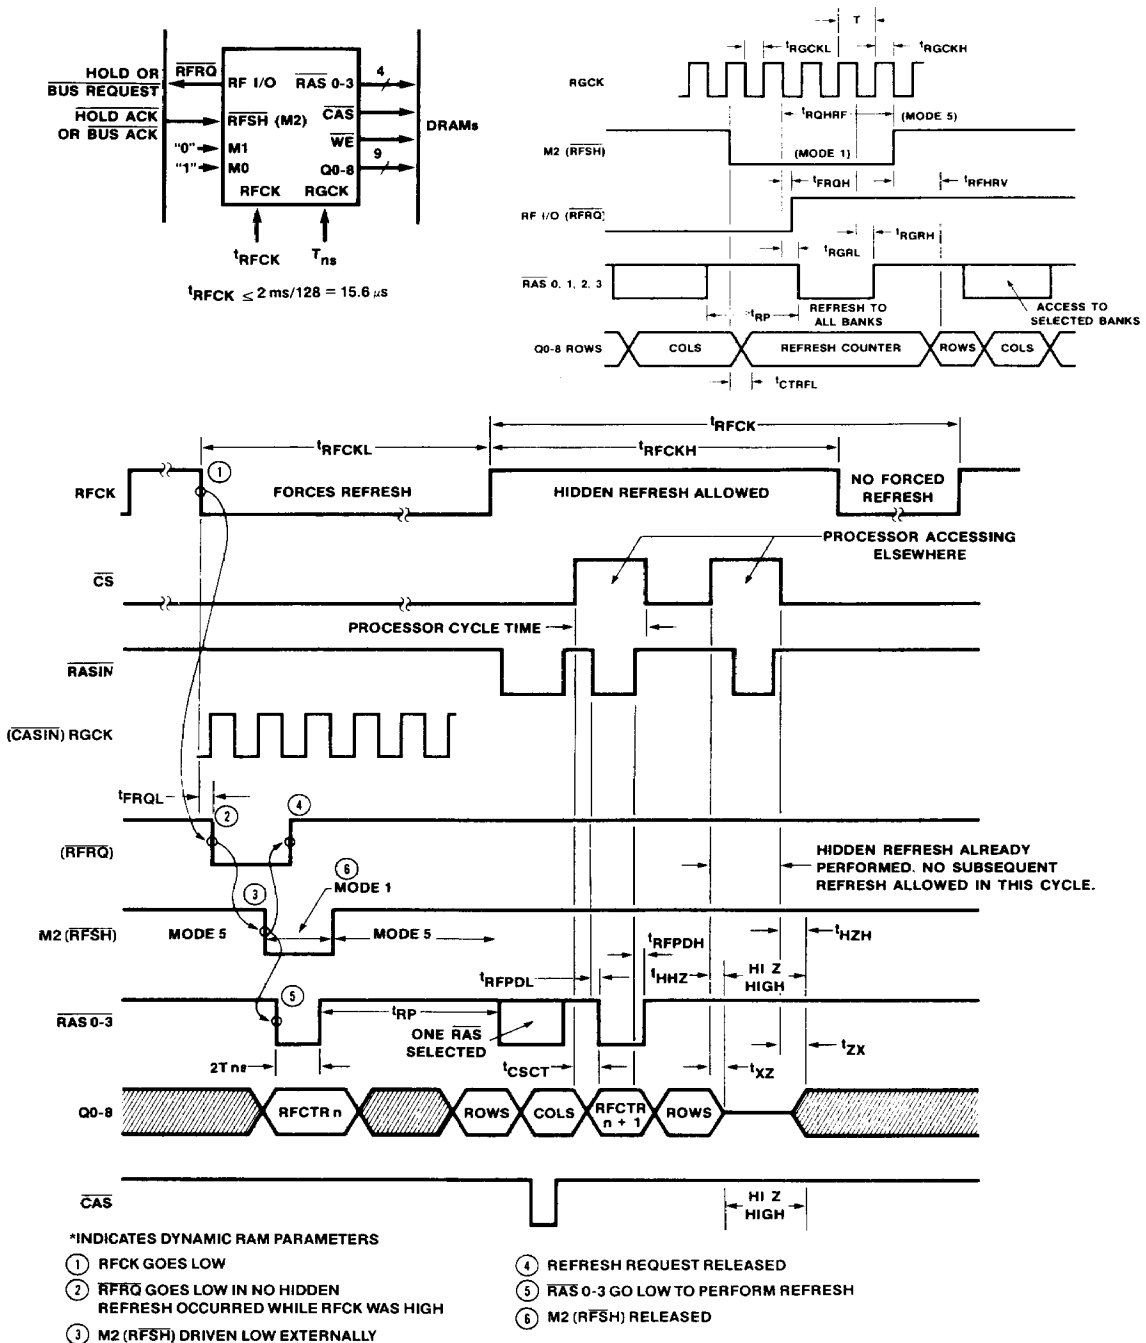 HOLD OR
BUS REQUEST
RFRQ
HOLD ACK
OR BUS ACK
"0"
"1"
RF I/O
RAS 0-3
RFSH (M2)
CAS
M1
WE
M0
Q0-8
RFCK RGCK
4
9
DRAMs
tRFCK
Tns
tRFCK ≤ 2 ms/128 = 15.6 μs
T
tRGCKL
tRGCKH
RGCK
tRQHRF
(MODE 5)
M2 (RFSH)
(MODE 1)
tFRQH
tRFHRV
RF I/O (RFRQ)
tRGRL
tRGRH
RAS 0, 1, 2, 3
*tRP
REFRESH TO
ALL BANKS
ACCESS TO
SELECTED BANKS
Q0-8 ROWS
COLS
REFRESH COUNTER
ROWS
COLS
tCTRFL
tRFCK
tRFCKL
tRFCKH
1
RFCK
FORCES REFRESH
HIDDEN REFRESH ALLOWED
NO FORCED
REFRESH
PROCESSOR ACCESSING
ELSEWHERE
CS
PROCESSOR CYCLE TIME
RASIN
(CASIN) RGCK
tFRQL
2
4
(RFRQ)
HIDDEN REFRESH ALREADY
PERFORMED. NO SUBSEQUENT
REFRESH ALLOWED IN THIS CYCLE.
6
3
MODE 1
M2 (RFSH)
MODE 5
MODE 5
tHZH
tRFPDH
tRFPDL
tHHZ
HI Z
HIGH
5
RAS 0-3
tRP
ONE RAS
SELECTED
tZX
2T ns
tCSCT
tXZ
Q0-8
RFCTR n
ROWS
COLS
RFCTR
n + 1
ROWS
CAS
HI Z
HIGH
*INDICATES DYNAMIC RAM PARAMETERS
1 RFCK GOES LOW
2 RFRQ GOES LOW IN NO HIDDEN
REFRESH OCCURRED WHILE RFCK WAS HIGH
3 M2 (RFSH) DRIVEN LOW EXTERNALLY
4 REFRESH REQUEST RELEASED
5 RAS 0-3 GO LOW TO PERFORM REFRESH
6 M2 (RFSH) RELEASED